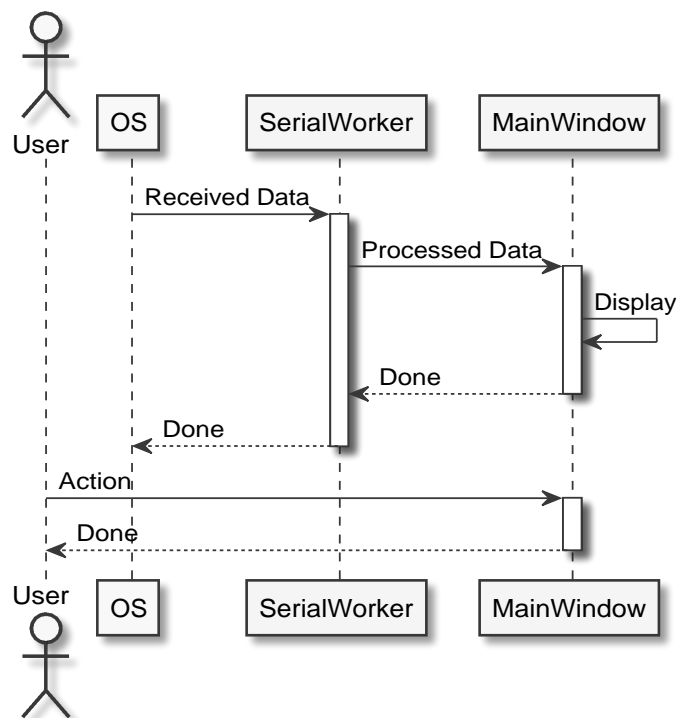 User
OS
SerialWorker
MainWindow
Received Data
Processed Data
Display
Done
Done
Action
Done
User
OS
SerialWorker
MainWindow